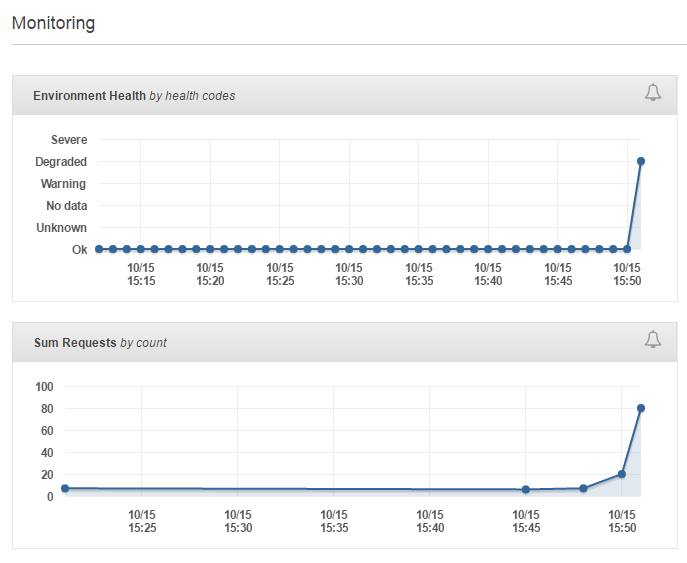 Monitoring
Environment Health by health codes
Severe
Degraded
Warning
No data
Unknown
Ok
10/15 10/15 10/15 10/15 10/15 10/15 10/15 10/15
15:15 15:20 15:25 15:30 15:35 15:40 15:45 15:50
Sum Requests by count
100
80
60
40
20
0
10/15 10/15 10/15 10/15 10/15 10/15
15:25 15:30 15:35 15:40 15:45 15:50